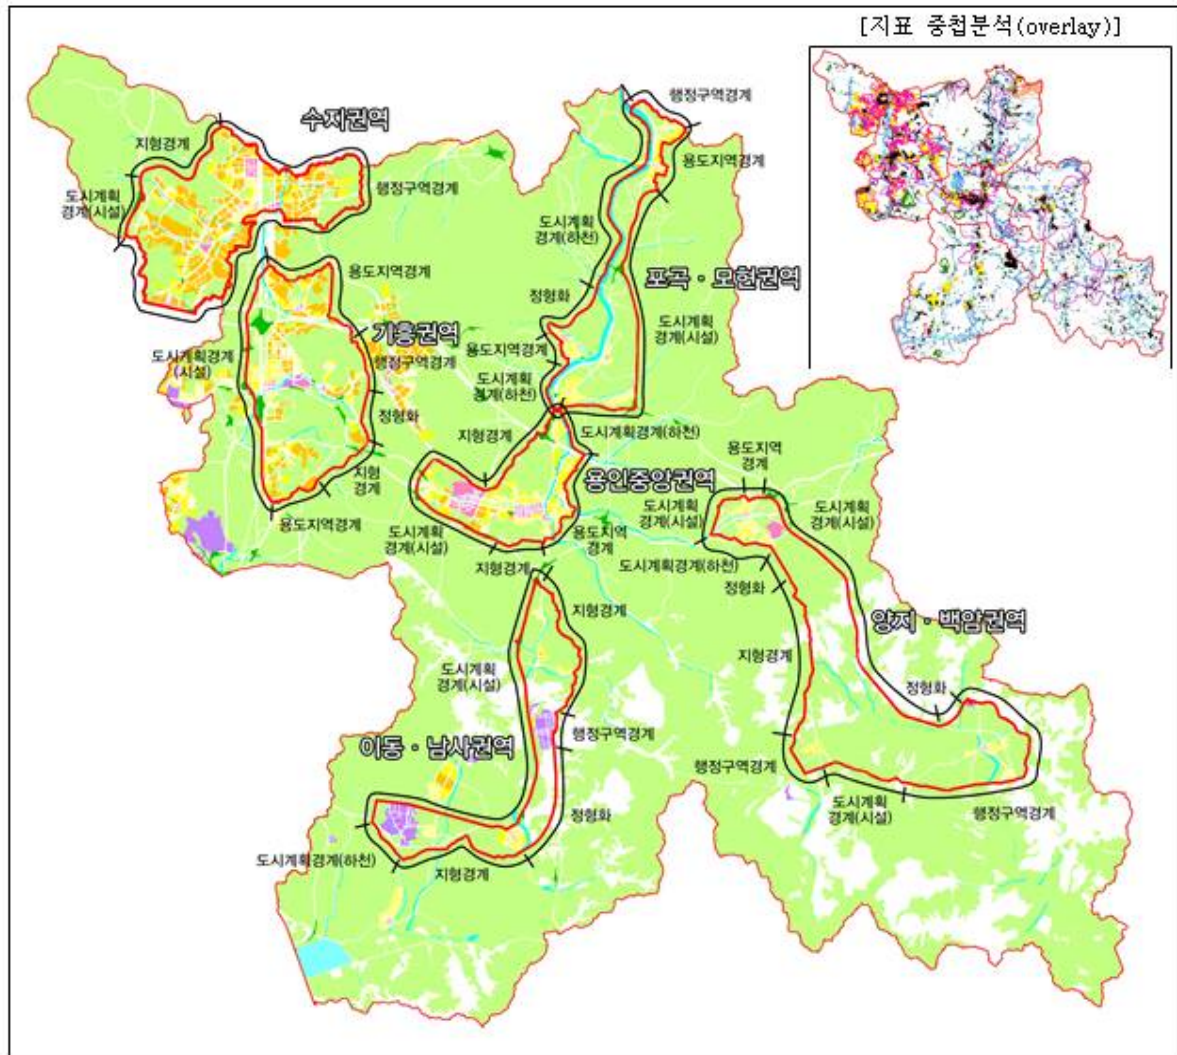 [지표 중첩분석(overlay)]
행정구역경계
수지권역
지형경계
용도지역경계
도시계획
경계(시설)
행정구역경계
도시계획
경계(하천)
용도지역경계
포곡·모현권역
정형화
기흥권역
도시계획
경계(시설)
용도지역경계
도시계획경계
(시설)
행정구역경계
도시계획
경계(하천)
정형화
지형경계
도시계획경계(하천)
용도지역
경계
지형
경계
용인중앙권역
도시계획
경계(시설)
도시계획
경계(시설)
용도지역경계
도시계획
경계(시설)
용도지역
경계
지형경계
도시계획경계(하천)
정형화
지형경계
양지·백암권역
지형경계
도시계획
경계(시설)
정형화
행정구역경계
이동·남사권역
행정구역경계
정형화
도시계획
경계(시설)
행정구역경계
도시계획경계(하천)
지형경계